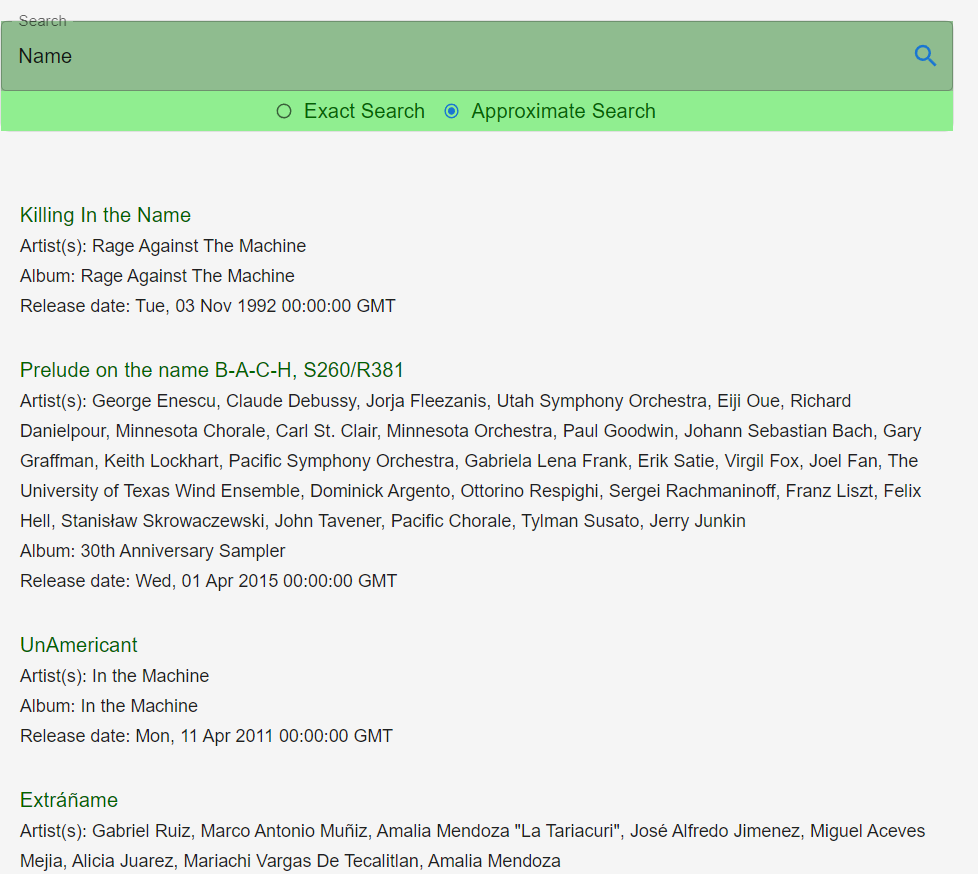 Search
Name
Exact Search Approximate Search
Killing In the Name
Artist(s): Rage Against The Machine
Album: Rage Against The Machine
Release date: Tue, 03 Nov 1992 00:00:00 GMT
Prelude on the name B-A-C-H, S260/R381
Artist(s): George Enescu, Claude Debussy, Jorja Fleezanis, Utah Symphony Orchestra, Eiji Oue, Richard
Danielpour, Minnesota Chorale, Carl St. Clair, Minnesota Orchestra, Paul Goodwin, Johann Sebastian Bach, Gary
Graffman, Keith Lockhart, Pacific Symphony Orchestra, Gabriela Lena Frank, Erik Satie, Virgil Fox, Joel Fan, The
University of Texas Wind Ensemble, Dominick Argento, Ottorino Respighi, Sergei Rachmaninoff, Franz Liszt, Felix
Hell, Stanisław Skrowaczewski, John Tavener, Pacific Chorale, Tylman Susato, Jerry Junkin
Album: 30th Anniversary Sampler
Release date: Wed, 01 Apr 2015 00:00:00 GMT
UnAmericant
Artist(s): In the Machine
Album: In the Machine
Release date: Mon, 11 Apr 2011 00:00:00 GMT
Extráñame
Artist(s): Gabriel Ruiz, Marco Antonio Muñiz, Amalia Mendoza "La Tariacuri", José Alfredo Jimenez, Miguel Aceves
Mejia, Alicia Juarez, Mariachi Vargas De Tecalitlan, Amalia Mendoza